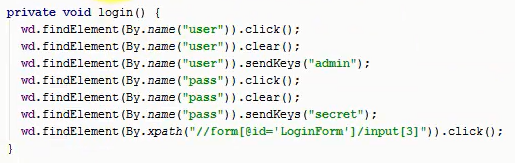 private void login() {
wd.findElement(By.name("user")).click();
wd.findElement(By.name("user")).clear();
wd.findElement(By.name("user")).sendKeys("admin");
wd.findElement(By.name("pass")).click();
wd.findElement(By.name("pass")).clear();
wd.findElement(By.name("pass")).sendKeys("secret");
wd.findElement(By.xpath("//form[@id='LoginForm']/input[3]")).click();
}